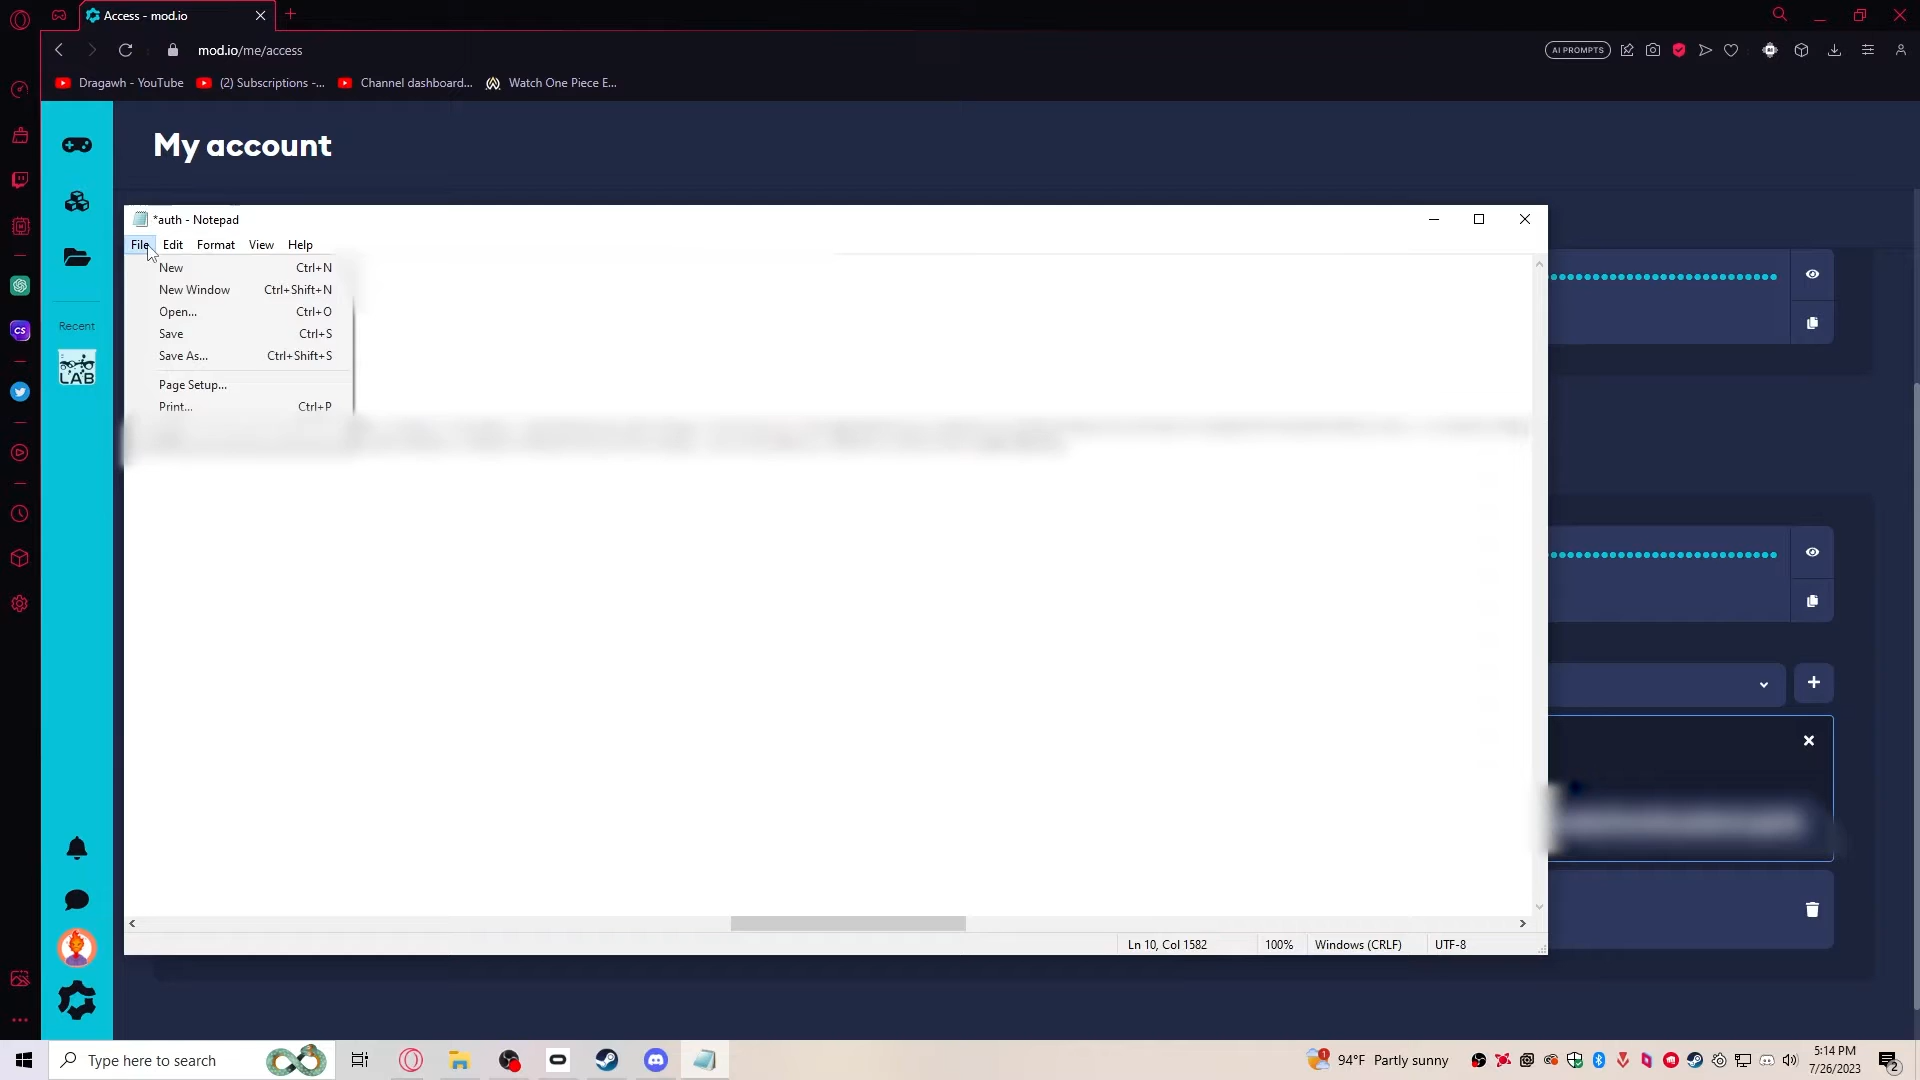 Access - mod.io
mod.io/me/access
AI PROMPTS
Dragawh - YouTube
(2) Subscriptions -...
Channel dashboard...
Watch One Piece E...
My account
*auth - Notepad
File Edit Format View Help
New Ctrl+N
New Window Ctrl+Shift+N
Open... Ctrl+O
Save Ctrl+S
Save As... Ctrl+Shift+S
Page Setup...
Print... Ctrl+P
CS
Recent
LAB
Ln 10, Col 1582
100%
Windows (CRLF)
UTF-8
Type here to search
1
94°F Partly sunny
5:14 PM
7/26/2023
2